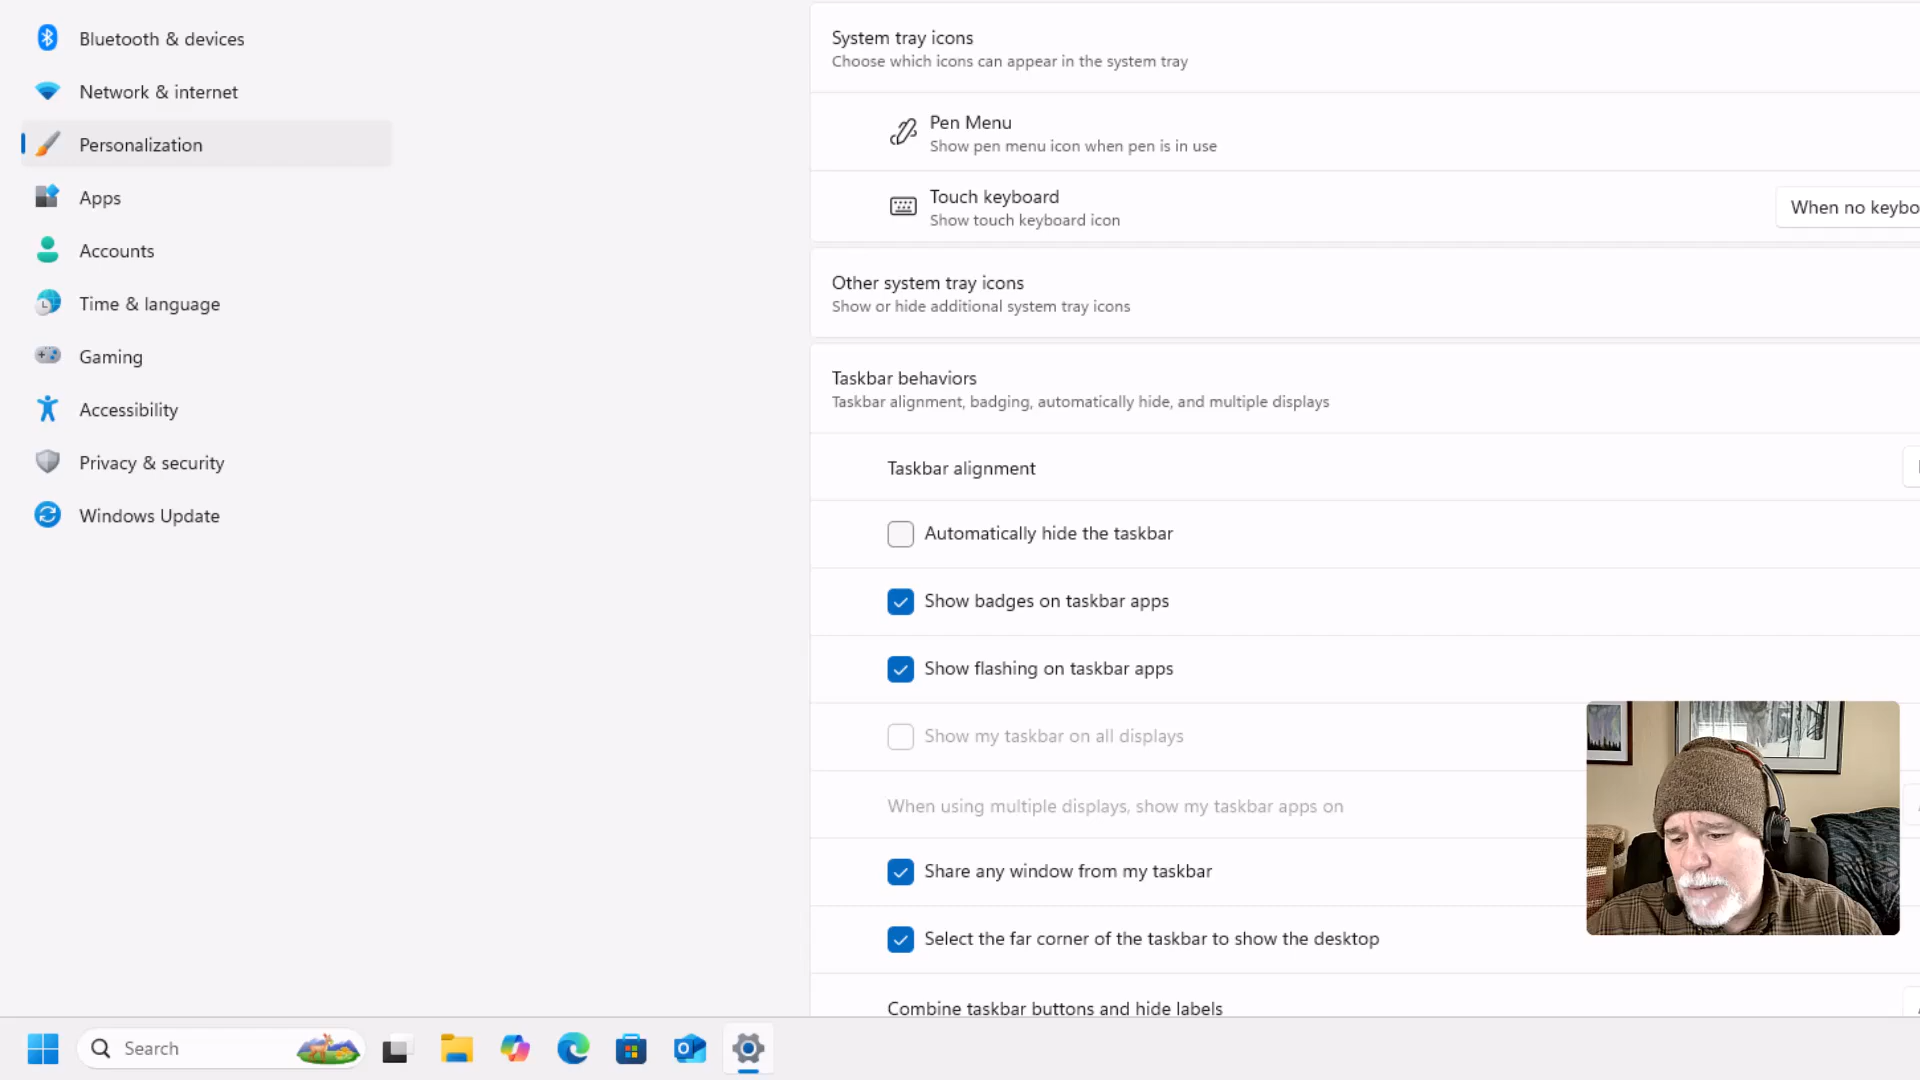 Bluetooth & devices
Network & internet
Personalization
Apps
Accounts
Time & language
Gaming
Accessibility
Privacy & security
Windows Update
System tray icons
Choose which icons can appear in the system tray
Pen Menu
Show pen menu icon when pen is in use
Touch keyboard
Show touch keyboard icon
When no keybo
Other system tray icons
Show or hide additional system tray icons
Taskbar behaviors
Taskbar alignment, badging, automatically hide, and multiple displays
Taskbar alignment
Automatically hide the taskbar
Show badges on taskbar apps
Show flashing on taskbar apps
Show my taskbar on all displays
When using multiple displays, show my taskbar apps on
Share any window from my taskbar
Select the far corner of the taskbar to show the desktop
Combine taskbar buttons and hide labels
Search